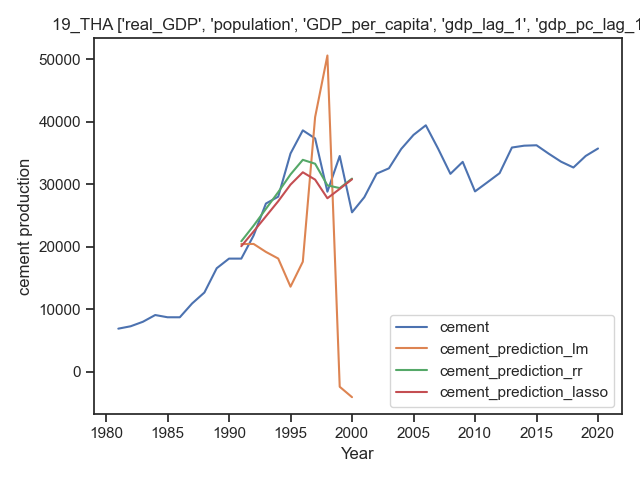 19_THA ['real_GDP', 'population', 'GDP_per_capita', 'gdp_lag_1', 'gdp_pc_lag_1
50000
40000
30000
20000
10000
0
cement production
1980 1985 1990 1995 2000 2005 2010 2015 2020
Year
cement
cement_prediction_lm
cement_prediction_rr
cement_prediction_lasso